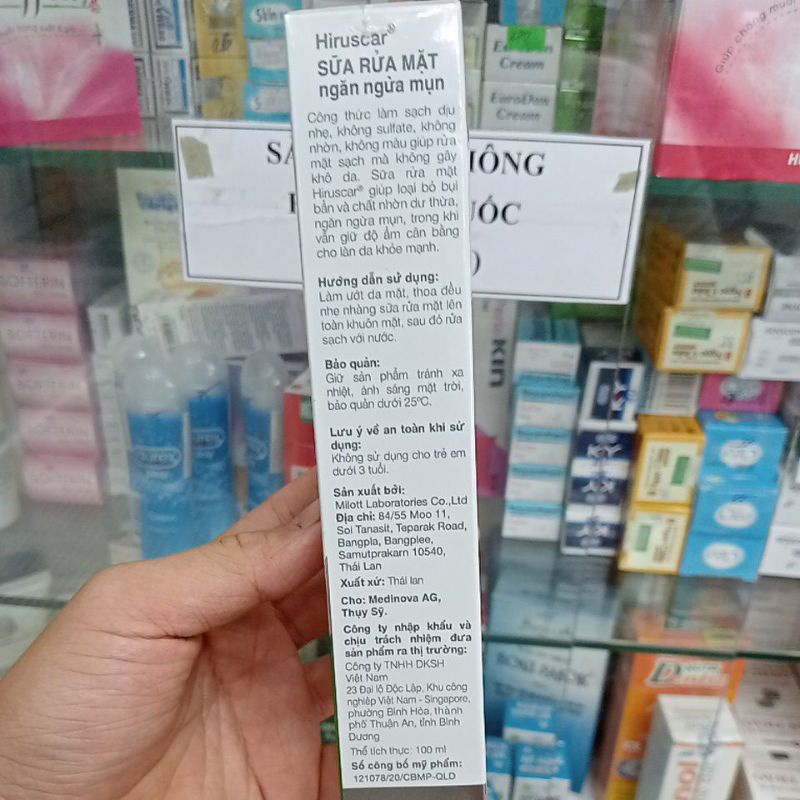 Hiruscar®
SỮA RỬA MẶT
ngăn ngừa mụn
Công thức làm sạch dịu
nhẹ, không sulfate, không
nhờn, không màu giúp rửa
mặt sạch mà không gây
khô da. Sữa rửa mặt
Hiruscar® giúp loại bỏ bụi
bẩn và chất nhờn dư thừa,
ngăn ngừa mụn, trong khi
vẫn giữ độ ẩm cân bằng
cho làn da khỏe mạnh.
Hướng dẫn sử dụng:
Làm ướt da mặt, thoa đều
nhẹ nhàng sữa rửa mặt lên
toàn khuôn mặt, sau đó rửa
sạch với nước.
Bảo quản:
Giữ sản phẩm tránh xa
nhiệt, ánh sáng mặt trời,
bảo quản dưới 25ºC.
Lưu ý về an toàn khi sử
dụng:
Không sử dụng cho trẻ em
dưới 3 tuổi.
Sản xuất bởi:
Milott Laboratories Co.,Ltd
Địa chỉ: 84/55 Moo 11,
Soi Tanasit, Teparak Road,
Bangpla, Bangplee,
Samutprakarn 10540,
Thái Lan
Xuất xứ: Thái lan
Cho: Medinova AG,
Thụy Sỹ.
Công ty nhập khẩu và
chịu trách nhiệm đưa
sản phẩm ra thị trường:
Công ty TNHH DKSH
Việt Nam
23 Đại lộ Độc Lập, Khu công
nghiệp Việt Nam - Singapore,
phường Bình Hòa, thành
phố Thuận An, tỉnh Bình
Dương
Thể tích thực: 100 ml
Số công bố mỹ phẩm:
121078/20/CBMP-QLD
Cream
EuroDun
Cream
SOFTERIN